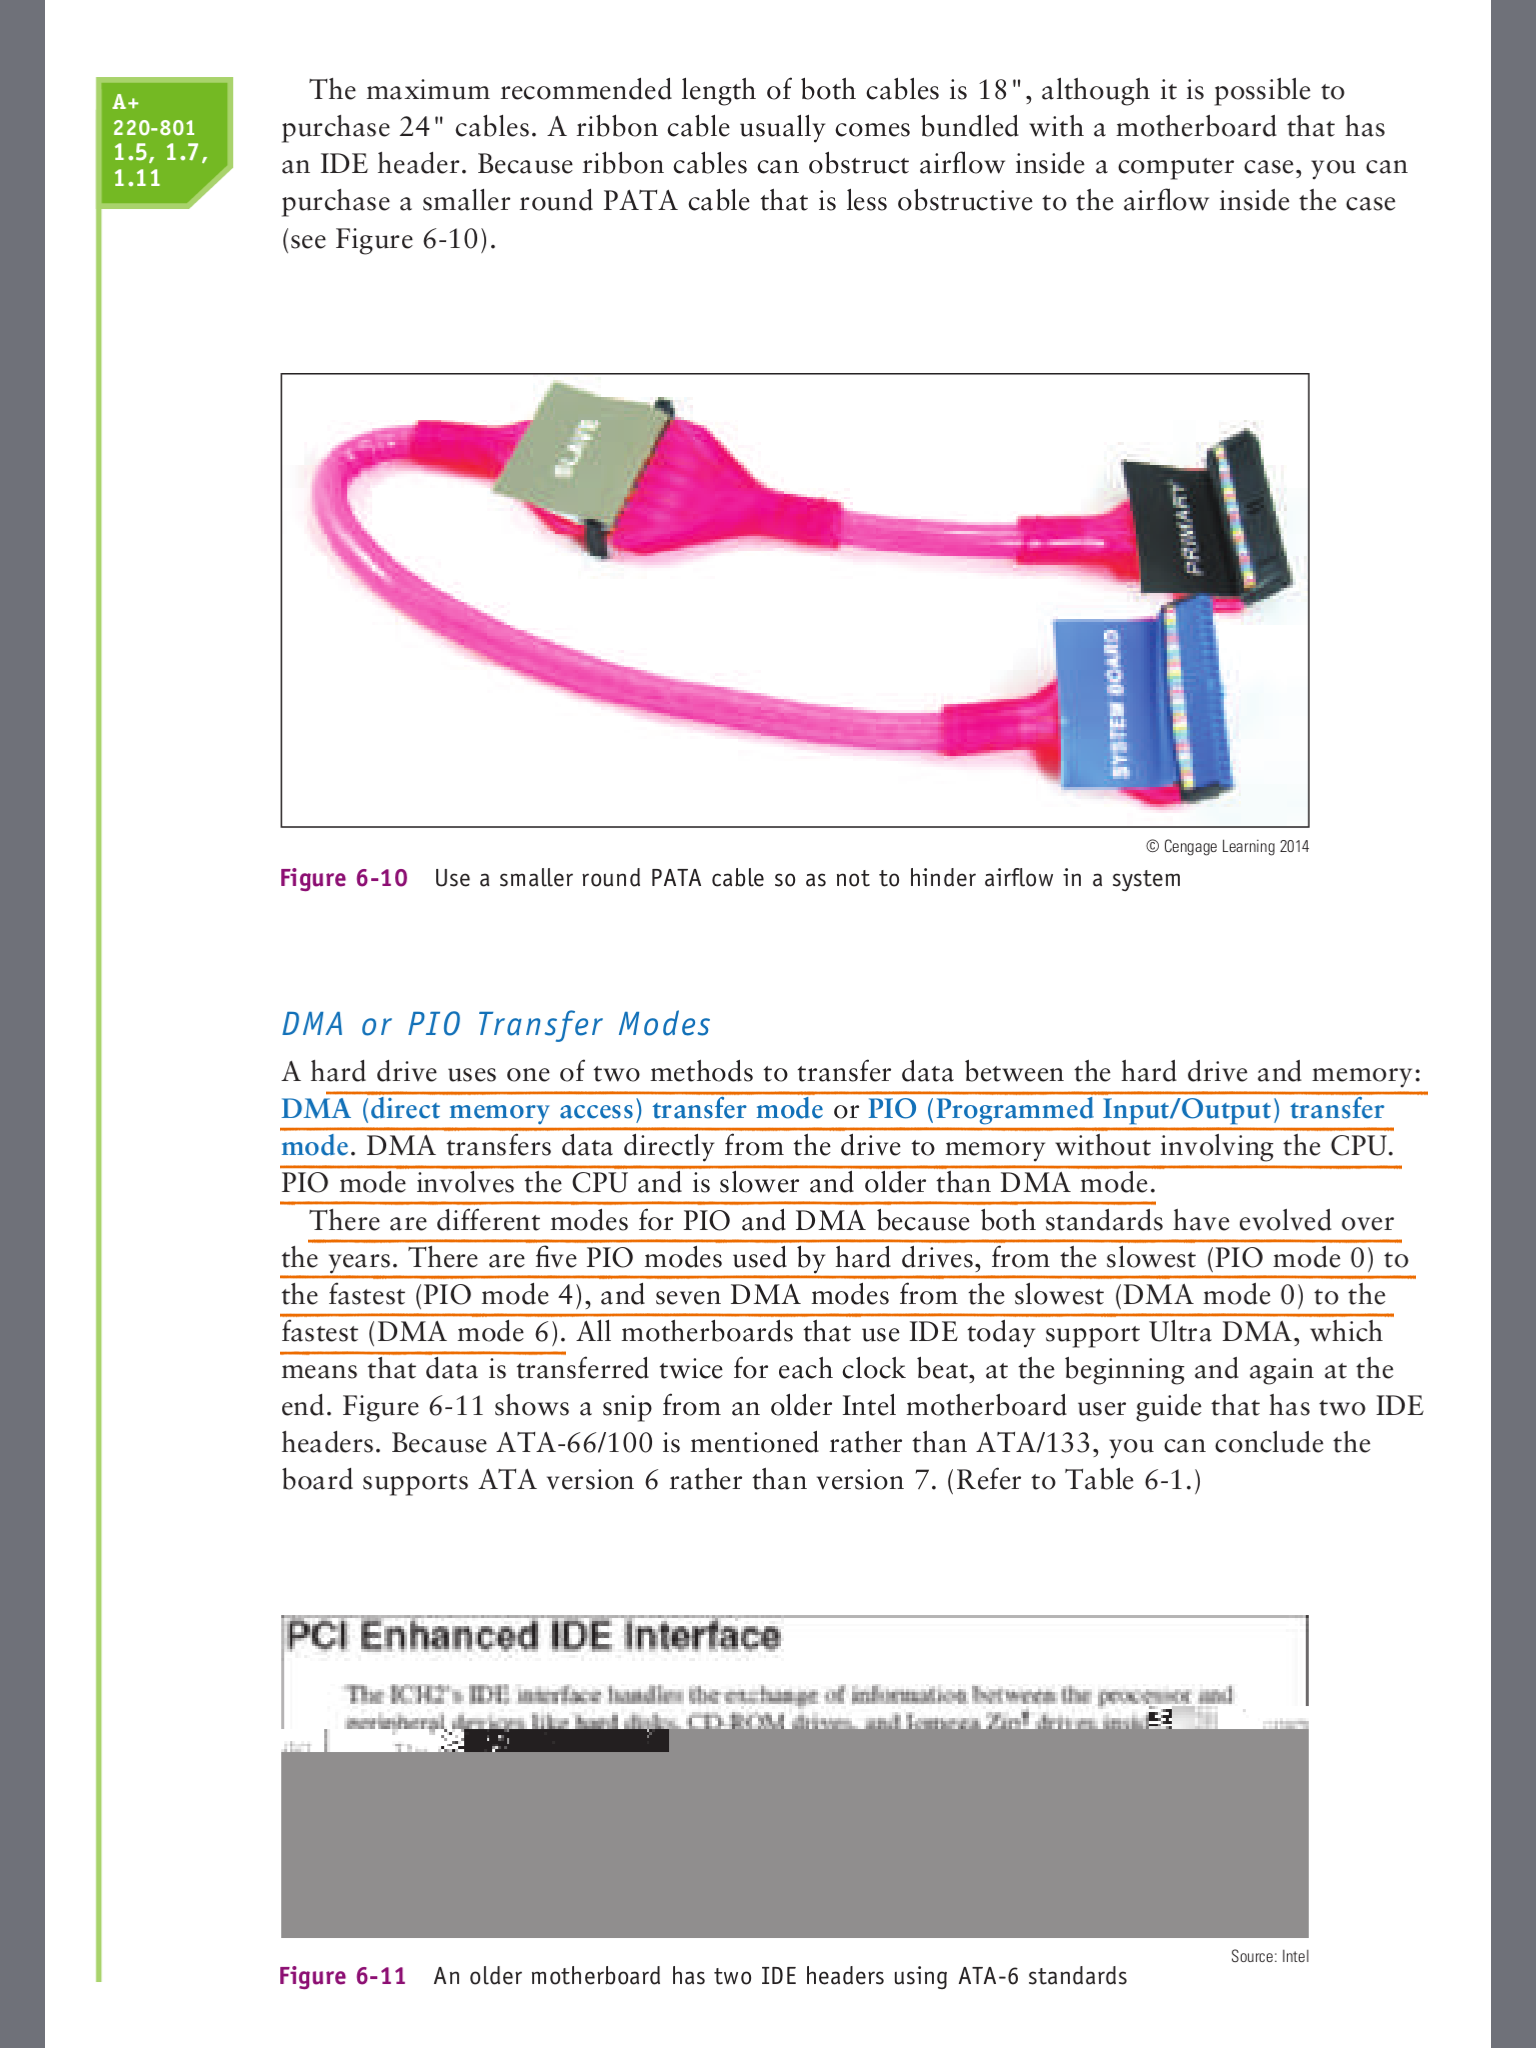 A+
220-801
1.5, 1.7,
1.11
The maximum recommended length of both cables is 18", although it is possible to
purchase 24" cables. A ribbon cable usually comes bundled with a motherboard that has
an IDE header. Because ribbon cables can obstruct airflow inside a computer case, you can
purchase a smaller round PATA cable that is less obstructive to the airflow inside the case
(see Figure 6-10).
SLAVE
PRIMARY
SYSTEM BOARD
© Cengage Learning 2014
Figure 6-10 Use a smaller round PATA cable so as not to hinder airflow in a system
DMA or PIO Transfer Modes
A hard drive uses one of two methods to transfer data between the hard drive and memory:
DMA (direct memory access) transfer mode or PIO (Programmed Input/Output) transfer
mode. DMA transfers data directly from the drive to memory without involving the CPU.
PIO mode involves the CPU and is slower and older than DMA mode.
There are different modes for PIO and DMA because both standards have evolved over
the years. There are five PIO modes used by hard drives, from the slowest (PIO mode 0) to
the fastest (PIO mode 4), and seven DMA modes from the slowest (DMA mode 0) to the
fastest (DMA mode 6). All motherboards that use IDE today support Ultra DMA, which
means that data is transferred twice for each clock beat, at the beginning and again at the
end. Figure 6-11 shows a snip from an older Intel motherboard user guide that has two IDE
headers. Because ATA-66/100 is mentioned rather than ATA/133, you can conclude the
board supports ATA version 6 rather than version 7. (Refer to Table 6-1.)
PCI Enhanced IDE Interface
The ICH2's IDE interface handles the exchange of information between the processor and
peripheral devices like hard disks, CD-ROM drives, and Iomega Zip drives
Source: Intel
Figure 6-11 An older motherboard has two IDE headers using ATA-6 standards